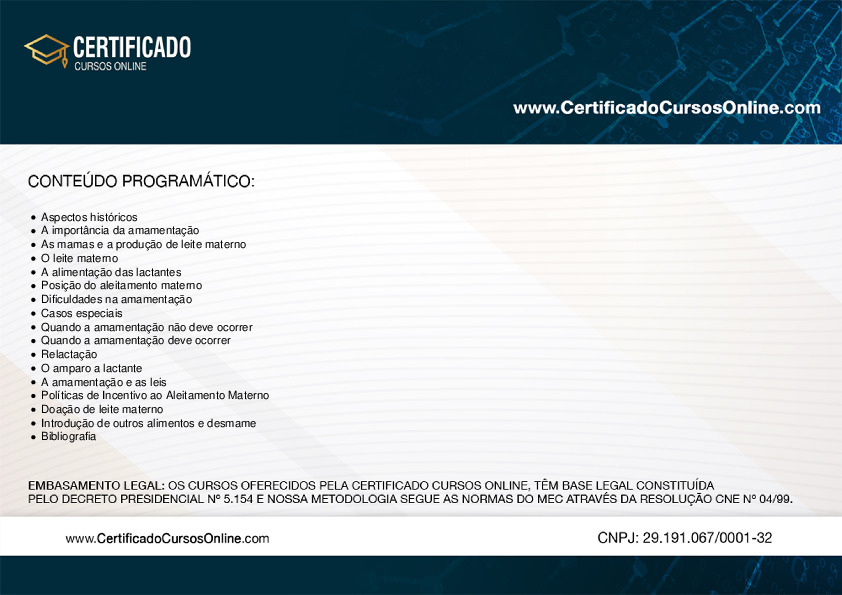 CERTIFICADO
CURSOS ONLINE
www.CertificadoCursosOnline.com
CONTEÚDO PROGRAMÁTICO:
• Aspectos históricos
• A importância da amamentação
• As mamas e a produção de leite materno
• O leite materno
• A alimentação das lactantes
• Posição do aleitamento materno
• Dificuldades na amamentação
• Casos especiais
• Quando a amamentação não deve ocorrer
• Quando a amamentação deve ocorrer
• Relactação
• O amparo a lactante
• A amamentação e as leis
• Políticas de Incentivo ao Aleitamento Materno
• Doação de leite materno
• Introdução de outros alimentos e desmame
• Bibliografia
EMBASAMENTO LEGAL: OS CURSOS OFERECIDOS PELA CERTIFICADO CURSOS ONLINE, TÊM BASE LEGAL CONSTITUÍDA
PELO DECRETO PRESIDENCIAL Nº 5.154 E NOSSA METODOLOGIA SEGUE AS NORMAS DO MEC ATRAVÉS DA RESOLUÇÃO CNE Nº 04/99.
www.CertificadoCursosOnline.com
CNPJ: 29.191.067/0001-32